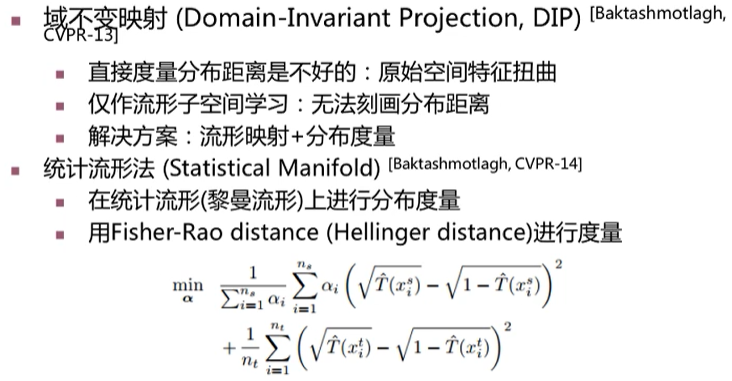 域不变映射 (Domain-Invariant Projection, DIP) [Baktashmotlagh,
CVPR-13]
直接度量分布距离是不好的：原始空间特征扭曲
仅作流形子空间学习：无法刻画分布距离
解决方案：流形映射+分布度量
统计流形法 (Statistical Manifold) [Baktashmotlagh, CVPR-14]
在统计流形(黎曼流形)上进行分布度量
用Fisher-Rao distance (Hellinger distance)进行度量
\min_{\boldsymbol{\alpha}} \frac{1}{\sum_{i=1}^{n_s} \alpha_i} \sum_{i=1}^{n_s} \alpha_i \left( \sqrt{\hat{T}(x_i^s)} - \sqrt{1 - \hat{T}(x_i^s)} \right)^2
+ \frac{1}{n_t} \sum_{i=1}^{n_t} \left( \sqrt{\hat{T}(x_i^t)} - \sqrt{1 - \hat{T}(x_i^t)} \right)^2